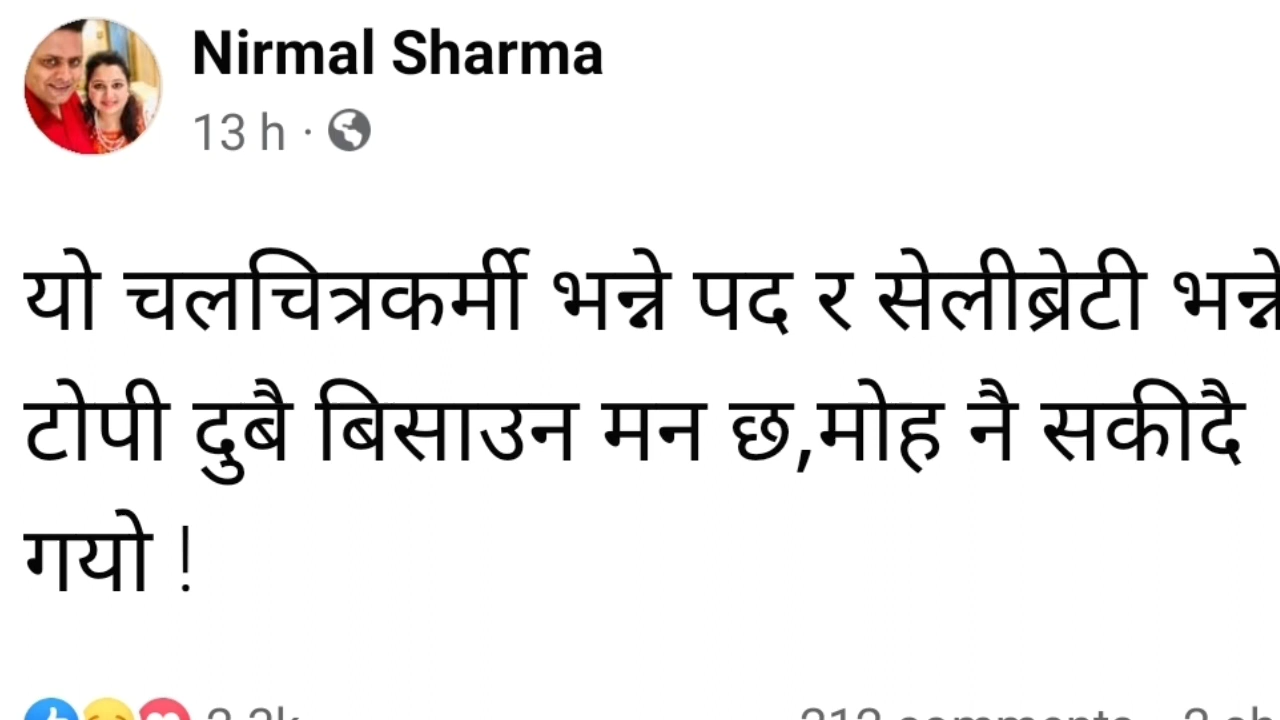 Nirmal Sharma
13 h ·
यो चलचित्रकर्मी भन्ने पद र सेलीब्रेटी भन्ने
टोपी दुबै बिसाउन मन छ,मोह नै सकीदै
गयो !